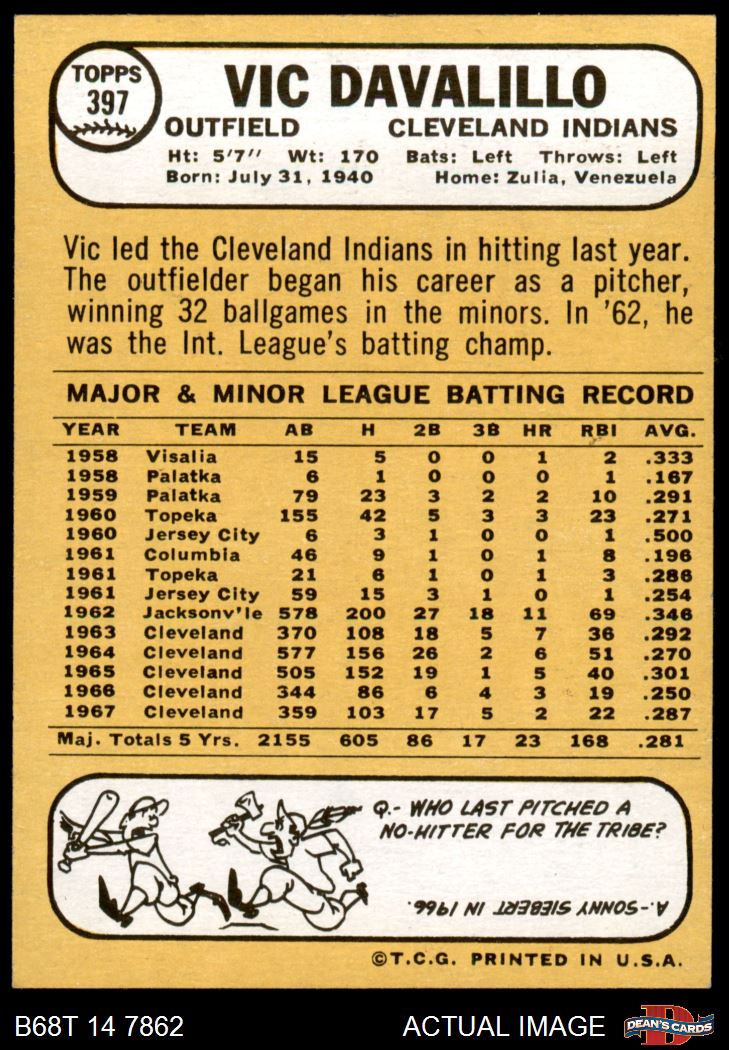 TOPPS
397
VIC DAVALILLO
OUTFIELD CLEVELAND INDIANS
Ht: 5'7" Wt: 170 Bats: Left Throws: Left
Born: July 31, 1940 Home: Zulia, Venezuela
Vic led the Cleveland Indians in hitting last year.
The outfielder began his career as a pitcher,
winning 32 ballgames in the minors. In '62, he
was the Int. League's batting champ.
MAJOR & MINOR LEAGUE BATTING RECORD
YEAR TEAM AB H 2B 3B HR RBI AVG.
1958 Visalia 15 5 0 0 1 2 .333
1958 Palatka 6 1 0 0 0 1 .167
1959 Palatka 79 23 3 2 2 10 .291
1960 Topeka 155 42 5 3 3 23 .271
1960 Jersey City 6 3 1 0 0 1 .500
1961 Columbia 46 9 1 0 1 8 .196
1961 Topeka 21 6 1 0 1 3 .286
1961 Jersey City 59 15 3 1 0 1 .254
1962 Jacksonv'le 578 200 27 18 11 69 .346
1963 Cleveland 370 108 18 5 7 36 .292
1964 Cleveland 577 156 26 2 6 51 .270
1965 Cleveland 505 152 19 1 5 40 .301
1966 Cleveland 344 86 6 4 3 19 .250
1967 Cleveland 359 103 17 5 2 22 .287
Maj. Totals 5 Yrs. 2155 605 86 17 23 168 .281
Q.- WHO LAST PITCHED A
NO-HITTER FOR THE TRIBE?
A.-SONNY SIEBERT IN 1966.
©T.C.G. PRINTED IN U.S.A.
B68T 14 7862 ACTUAL IMAGE D DEAN'S CARDS